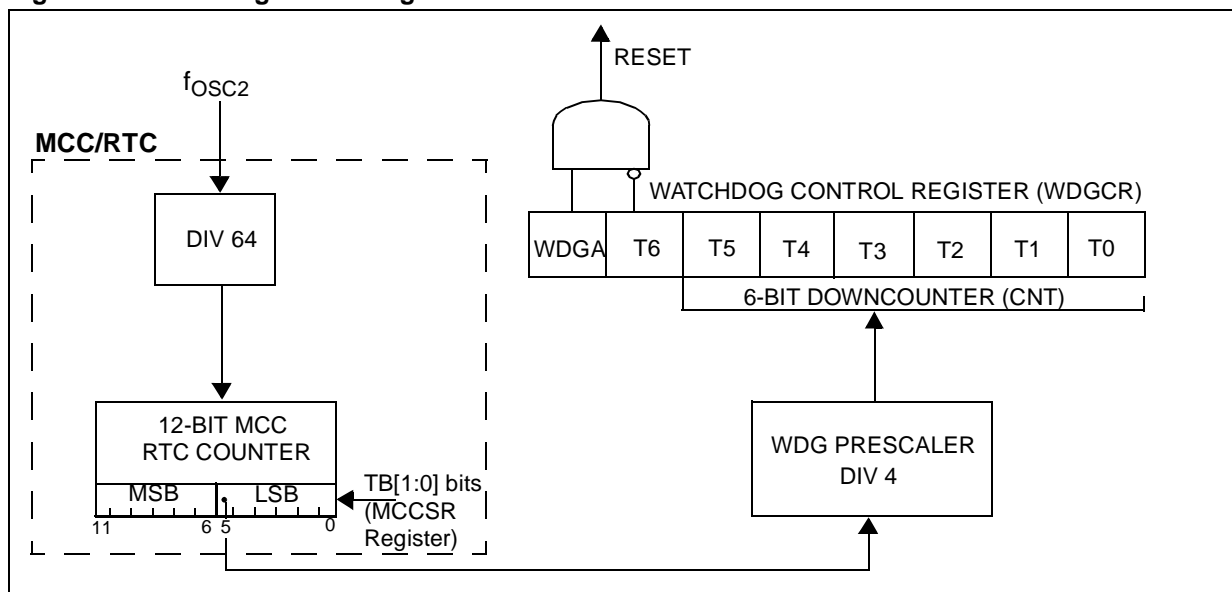 RESET
fOSC2
MCC/RTC
DIV 64
WATCHDOG CONTROL REGISTER (WDGCR)
WDGA T6 T5 T4 T3 T2 T1 T0
6-BIT DOWNCOUNTER (CNT)
12-BIT MCC
RTC COUNTER
MSB LSB
11 6 5 0
TB[1:0] bits
(MCCSR
Register)
WDG PRESCALER
DIV 4